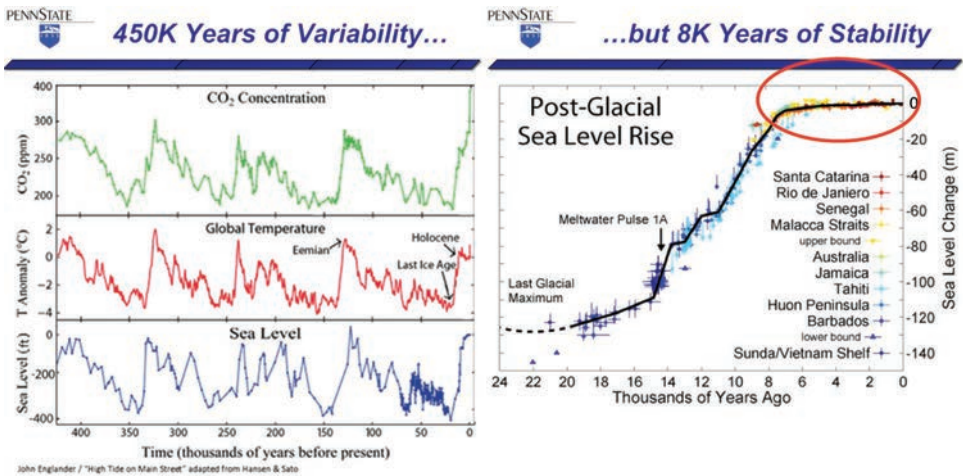 PENNSTATE
450K Years of Variability…
CO₂ Concentration
400
300
250
200
CO₂ (ppm)
Global Temperature
2
0
−2
−4
T Anomaly (°C)
Eemian
Holocene
Last Ice Age
Sea Level
0
-200
-400
Sea Level (ft)
400 350 300 250 200 150 100 50 0
Time (thousands of years before present)
John Englander / "High Tide on Main Street" adapted from Hansen & Sato
PENNSTATE
…but 8K Years of Stability
Post-Glacial
Sea Level Rise
Meltwater Pulse 1A
Last Glacial
Maximum
Santa Catarina
Rio de Janiero
Senegal
Malacca Straits
upper bound
Australia
Jamaica
Tahiti
Huon Peninsula
Barbados
lower bound
Sunda/Vietnam Shelf
0
-20
-40
-60
-80
-100
-120
-140
Sea Level Change (m)
24 22 20 18 16 14 12 10 8 6 4 2 0
Thousands of Years Ago